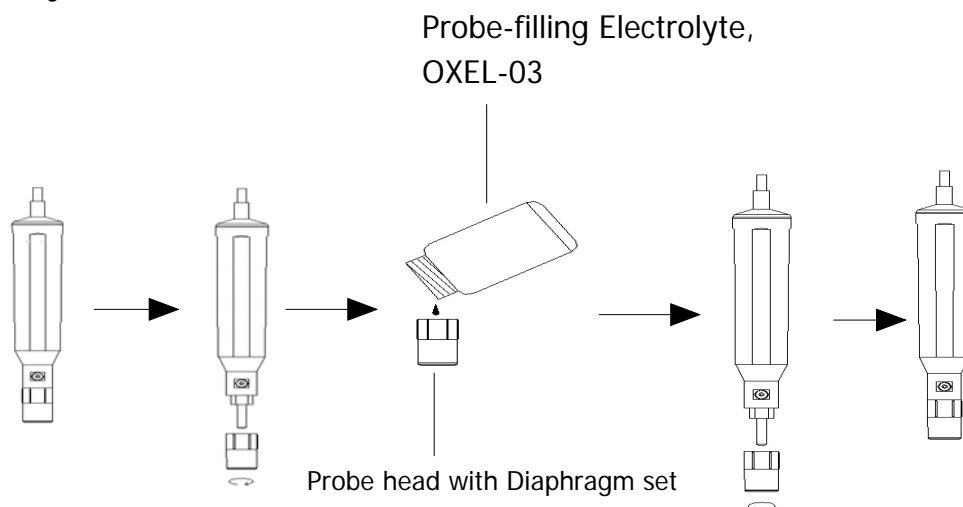 Probe-filling Electrolyte,
OXEL-03
Probe head with Diaphragm set